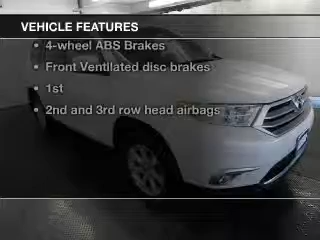 VEHICLE FEATURES
• 4-wheel ABS Brakes
• Front Ventilated disc brakes
• 1st
• 2nd and 3rd row head airbags